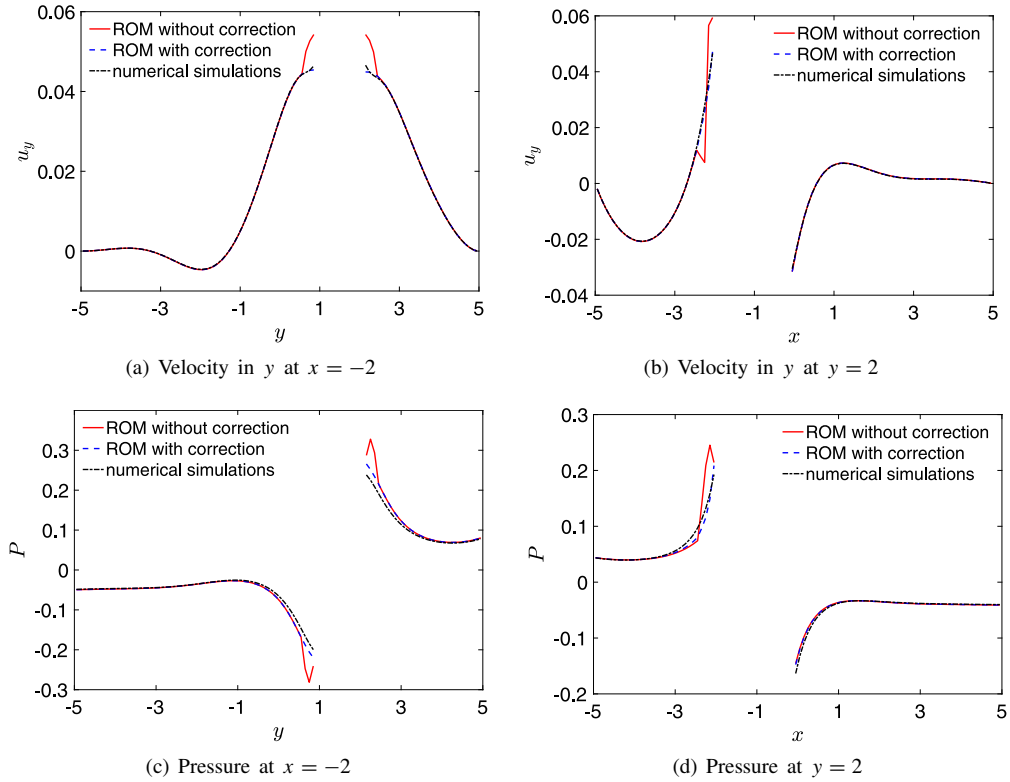 0.06
0.04
0.02
0
u_y
ROM without correction
ROM with correction
numerical simulations
-5
-3
-1
1
3
5
y
(a) Velocity in y at x = −2
0.06
0.04
0.02
0
-0.02
-0.04
u_y
ROM without correction
ROM with correction
numerical simulations
-5
-3
-1
1
3
5
x
(b) Velocity in y at y = 2
0.3
0.2
0.1
0
-0.1
-0.2
-0.3
P
ROM without correction
ROM with correction
numerical simulations
-5
-3
-1
1
3
5
y
(c) Pressure at x = −2
0.3
0.2
0.1
0
-0.1
-0.2
P
ROM without correction
ROM with correction
numerical simulations
-5
-3
-1
1
3
5
x
(d) Pressure at y = 2